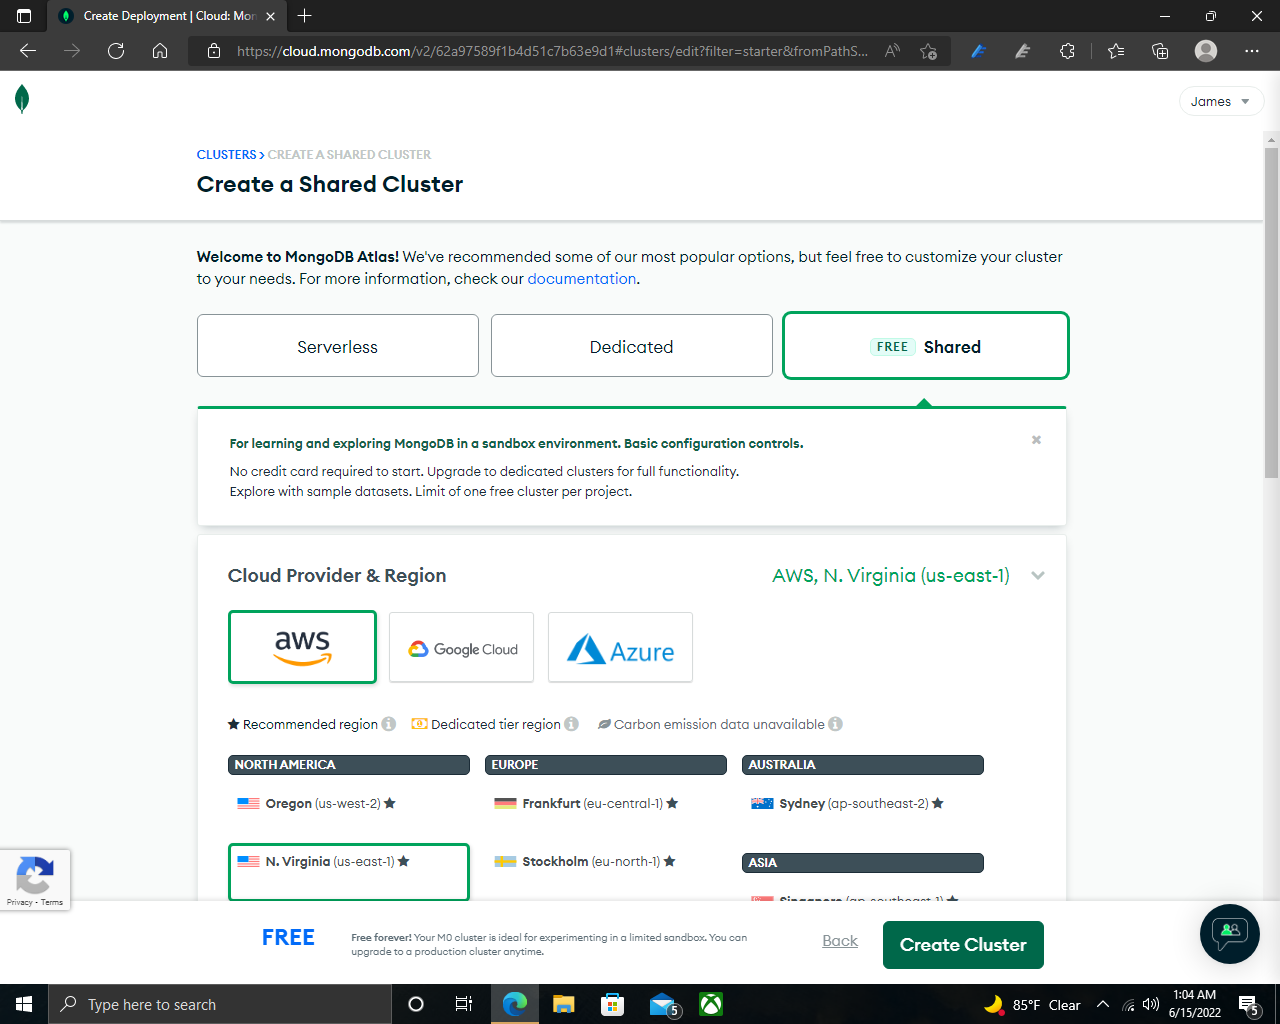 Create Deployment | Cloud: Mon
https://cloud.mongodb.com/v2/62a97589f1b4d51c7b63e9d1#clusters/edit?filter=starter&fromPathS...
James
CLUSTERS > CREATE A SHARED CLUSTER
Create a Shared Cluster
Welcome to MongoDB Atlas! We've recommended some of our most popular options, but feel free to customize your cluster
to your needs. For more information, check our documentation.
Serverless
Dedicated
FREE Shared
For learning and exploring MongoDB in a sandbox environment. Basic configuration controls.
No credit card required to start. Upgrade to dedicated clusters for full functionality.
Explore with sample datasets. Limit of one free cluster per project.
Cloud Provider & Region
AWS, N. Virginia (us-east-1)
aws
Google Cloud
Azure
Recommended region
Dedicated tier region
Carbon emission data unavailable
NORTH AMERICA
EUROPE
AUSTRALIA
Oregon (us-west-2)
Frankfurt (eu-central-1)
Sydney (ap-southeast-2)
N. Virginia (us-east-1)
Stockholm (eu-north-1)
ASIA
Singapore (ap-southeast-1)
Privacy - Terms
FREE
Free forever! Your M0 cluster is ideal for experimenting in a limited sandbox. You can
upgrade to a production cluster anytime.
Back
Create Cluster
Type here to search
5
85°F Clear
1:04 AM
6/15/2022
5